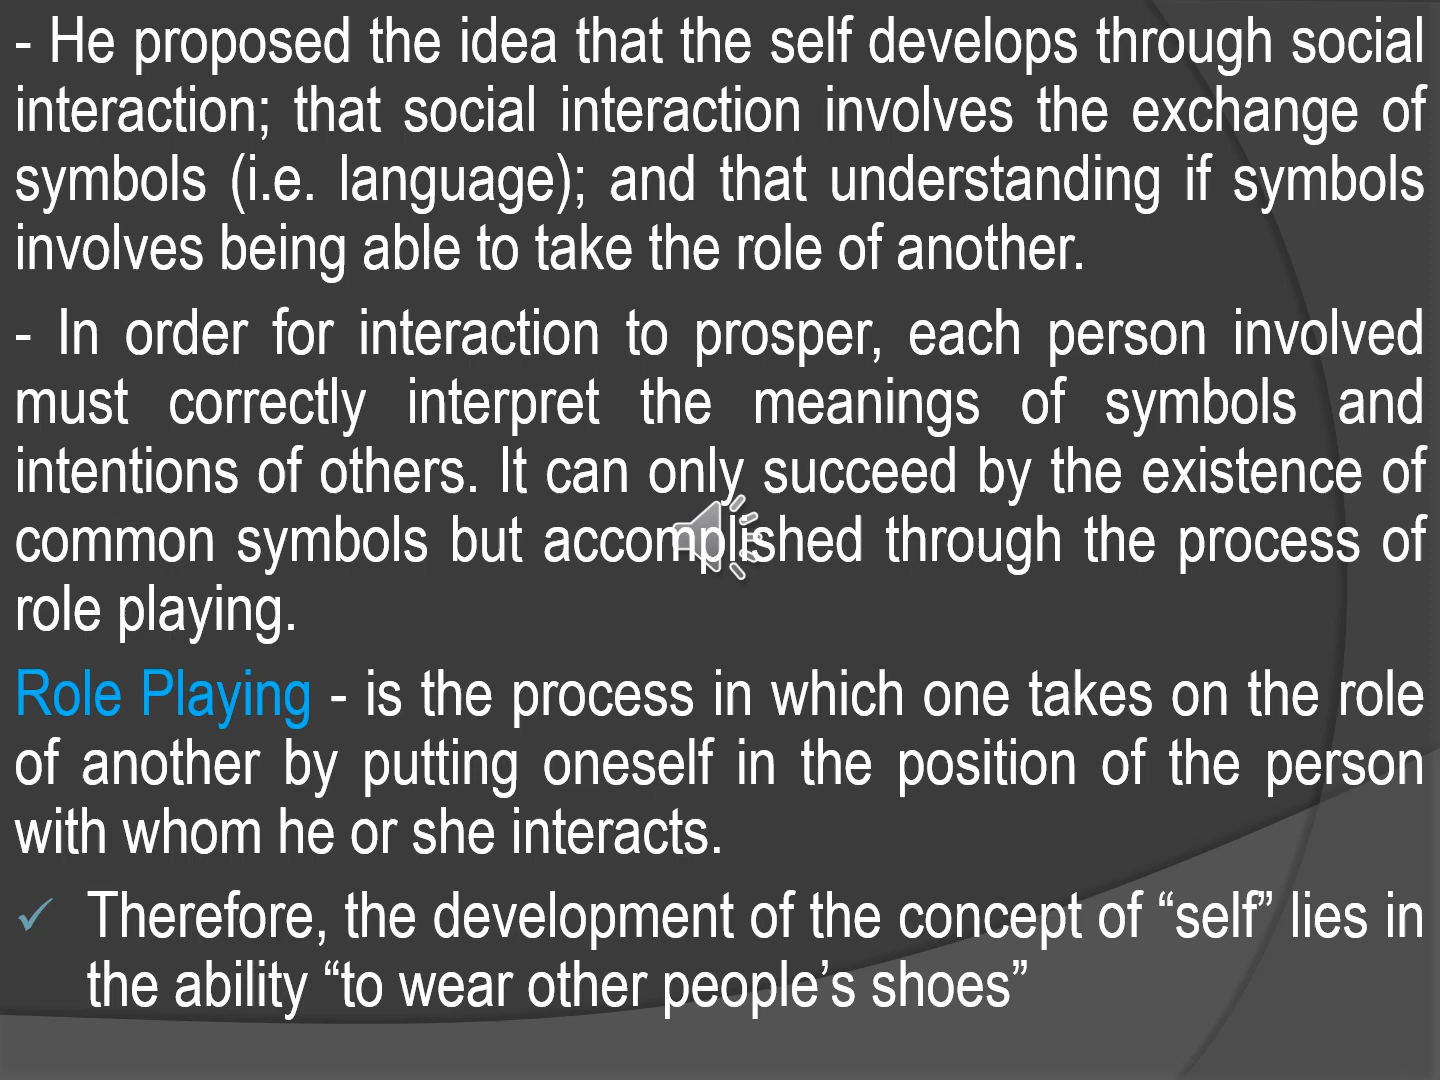 - He proposed the idea that the self develops through social
interaction; that social interaction involves the exchange of
symbols (i.e. language); and that understanding if symbols
involves being able to take the role of another.
- In order for interaction to prosper, each person involved
must correctly interpret the meanings of symbols and
intentions of others. It can only succeed by the existence of
common symbols but accomplished through the process of
role playing.
Role Playing - is the process in which one takes on the role
of another by putting oneself in the position of the person
with whom he or she interacts.
✓ Therefore, the development of the concept of “self” lies in
the ability “to wear other people’s shoes”